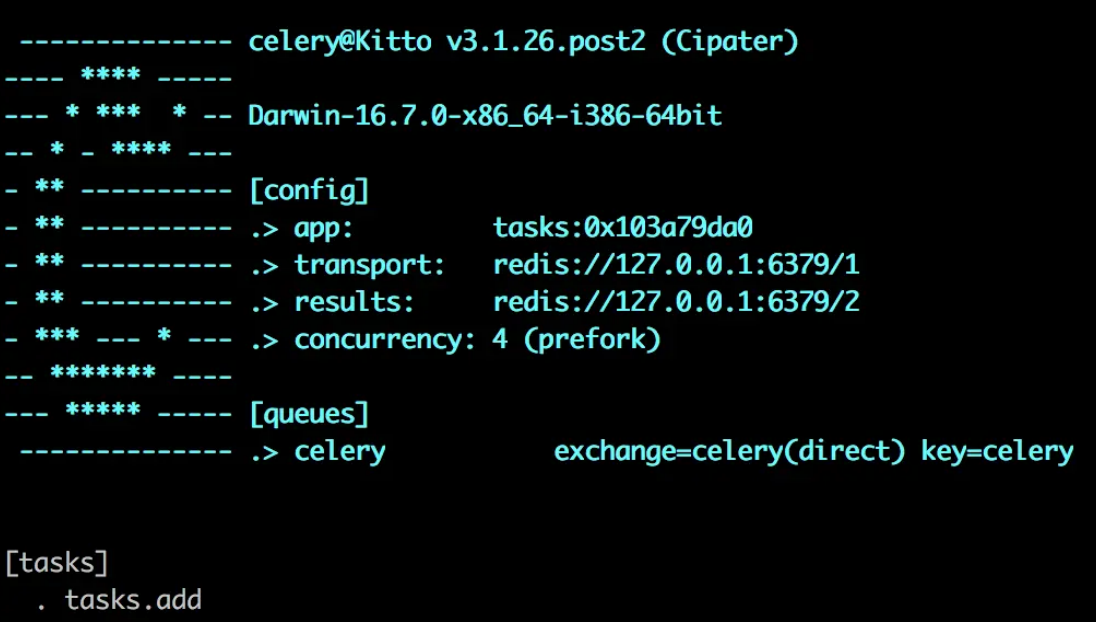 -------------- celery@Kitto v3.1.26.post2 (Cipater)
---- **** -----
--- * ***  * -- Darwin-16.7.0-x86_64-i386-64bit
-- * - **** ---
- ** ---------- [config]
- ** ---------- .> app:         tasks:0x103a79da0
- ** ---------- .> transport:   redis://127.0.0.1:6379/1
- ** ---------- .> results:     redis://127.0.0.1:6379/2
- *** --- * --- .> concurrency: 4 (prefork)
-- ******* ----
--- ***** ----- [queues]
 -------------- .> celery           exchange=celery(direct) key=celery
[tasks]
  . tasks.add